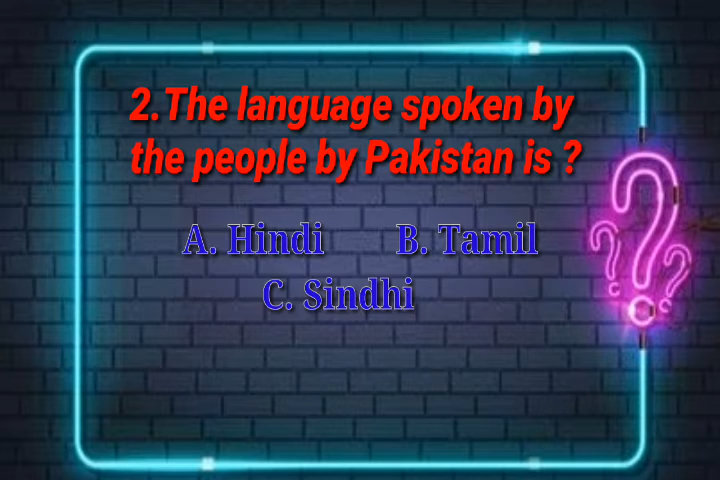 2.The language spoken by
the people by Pakistan is ?
A. Hindi B. Tamil
C. Sindhi